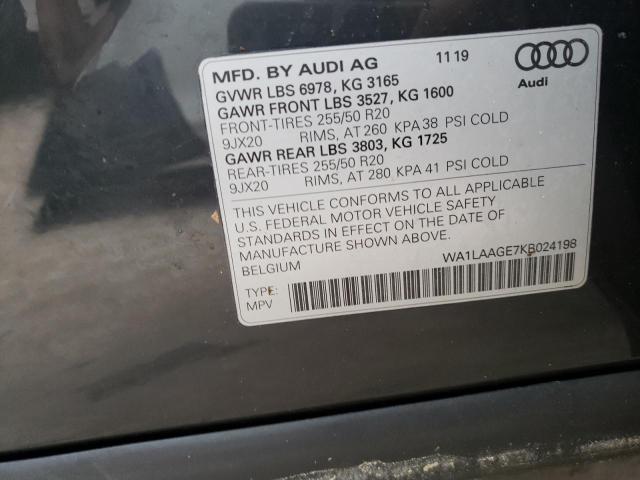 MFD. BY AUDI AG 11 19
GVWR LBS 6978, KG 3165
GAWR FRONT LBS 3527, KG 1600
FRONT-TIRES 255/50 R20
9JX20 RIMS, AT 260 KPA 38 PSI COLD
GAWR REAR LBS 3803, KG 1725
REAR-TIRES 255/50 R20
9JX20 RIMS, AT 280 KPA 41 PSI COLD
Audi
THIS VEHICLE CONFORMS TO ALL APPLICABLE
U.S. FEDERAL MOTOR VEHICLE SAFETY
STANDARDS IN EFFECT ON THE DATE OF
MANUFACTURE SHOWN ABOVE.
BELGIUM
WA1LAAGE7KB024198
TYPE:
MPV